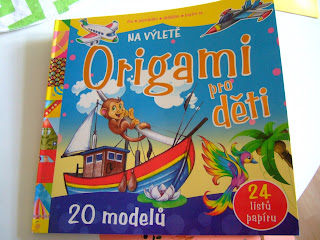 NA VÝLETĚ
Origami
pro
děti
20 modelů
24
listů
papíru